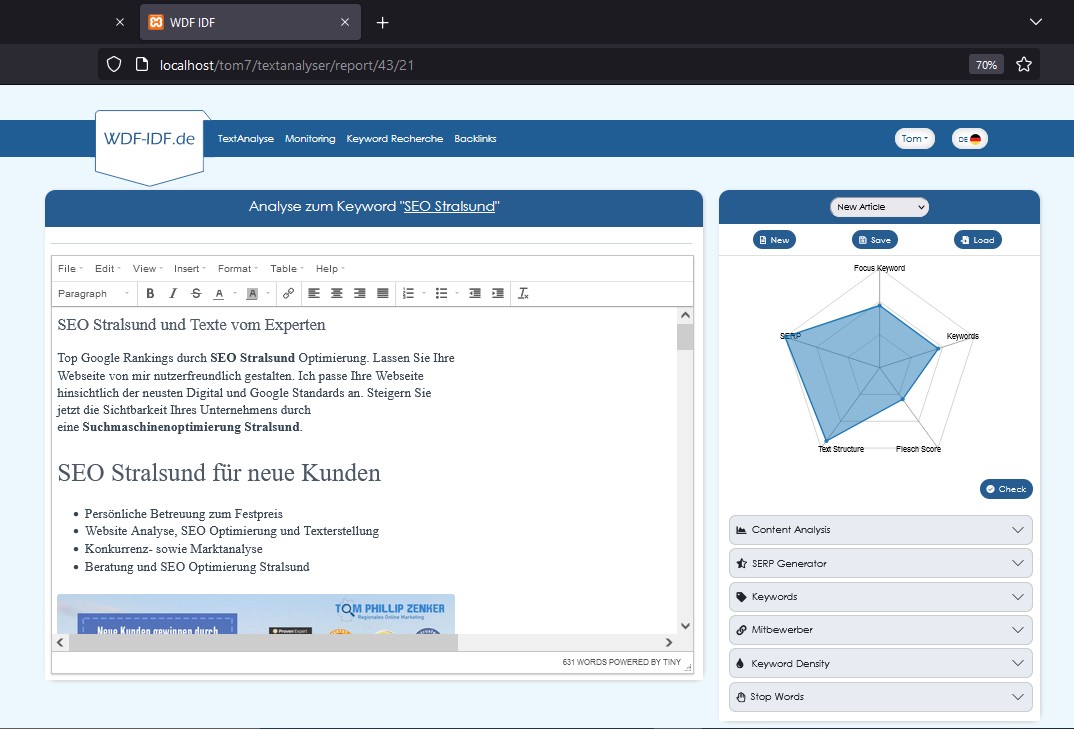 WDF IDF
localhost/tom7/textanalyser/report/43/21
70%
WDF-IDF.de
TextAnalyse Monitoring Keyword Recherche Backlinks
Tom
DE
Analyse zum Keyword "SEO Stralsund"
New Article
New Save Load
File Edit View Insert Format Table Help
Paragraph B I S A A
SEO Stralsund und Texte vom Experten
Top Google Rankings durch SEO Stralsund Optimierung. Lassen Sie Ihre
Webseite von mir nutzerfreundlich gestalten. Ich passe Ihre Webseite
hinsichtlich der neusten Digital und Google Standards an. Steigern Sie
jetzt die Sichtbarkeit Ihres Unternehmens durch
eine Suchmaschinenoptimierung Stralsund.
SEO Stralsund für neue Kunden
Persönliche Betreuung zum Festpreis
Website Analyse, SEO Optimierung und Texterstellung
Konkurrenz- sowie Marktanalyse
Beratung und SEO Optimierung Stralsund
TOM PHILLIP ZENKER
Regionales Online Marketing
Neue Kunden gewinnen durch
ProvenExpert
631 WORDS POWERED BY TINY
Focus Keyword
SERP
Keywords
Text Structure
Flesch Score
Check
Content Analysis
SERP Generator
Keywords
Mitbewerber
Keyword Density
Stop Words